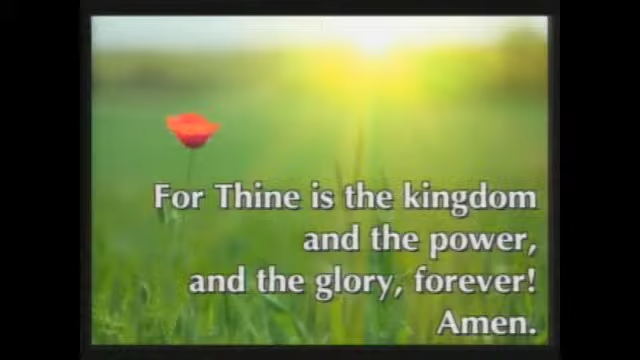 For Thine is the kingdom
and the power,
and the glory, forever!
Amen.